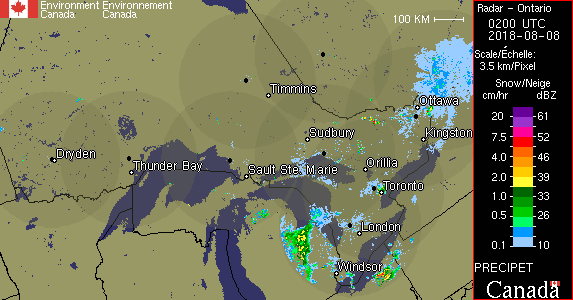 Environment Environnement
Canada Canada
100 KM
Timmins
Ottawa
Sudbury
Kingston
Dryden
Thunder Bay
Sault Ste. Marie
Orillia
Toronto
London
Windsor
Radar - Ontario
0200 UTC
2018-08-08
Scale/Échelle:
3.5 km/Pixel
Snow/Neige
cm/hr dBZ
20 61
7.5 52
4.0 46
2.0 39
1.0 33
0.5 26
0.1 10
PRECIPET
Canada